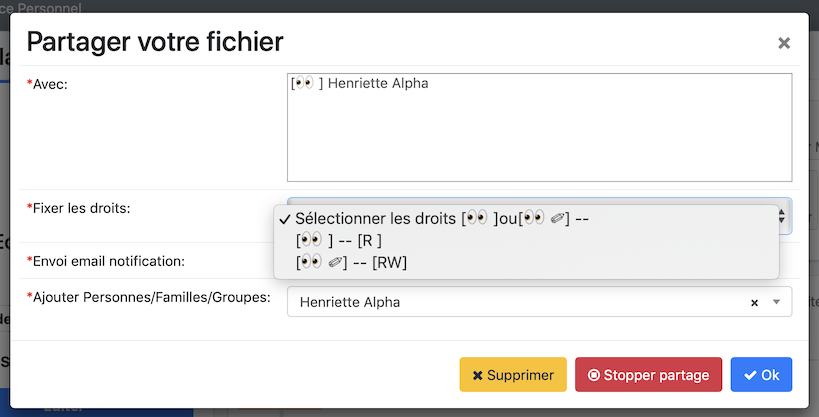 ce Personnel
Partager votre fichier
×
*Avec:
[👀 ] Henriette Alpha
*Fixer les droits:
✓ Sélectionner les droits [👀 ]ou[👀 ✏] --
[👀 ] -- [R ]
[👀 ✏] -- [RW]
*Envoi email notification:
*Ajouter Personnes/Familles/Groupes:
Henriette Alpha
×
✖ Supprimer
Stopper partage
✔ Ok